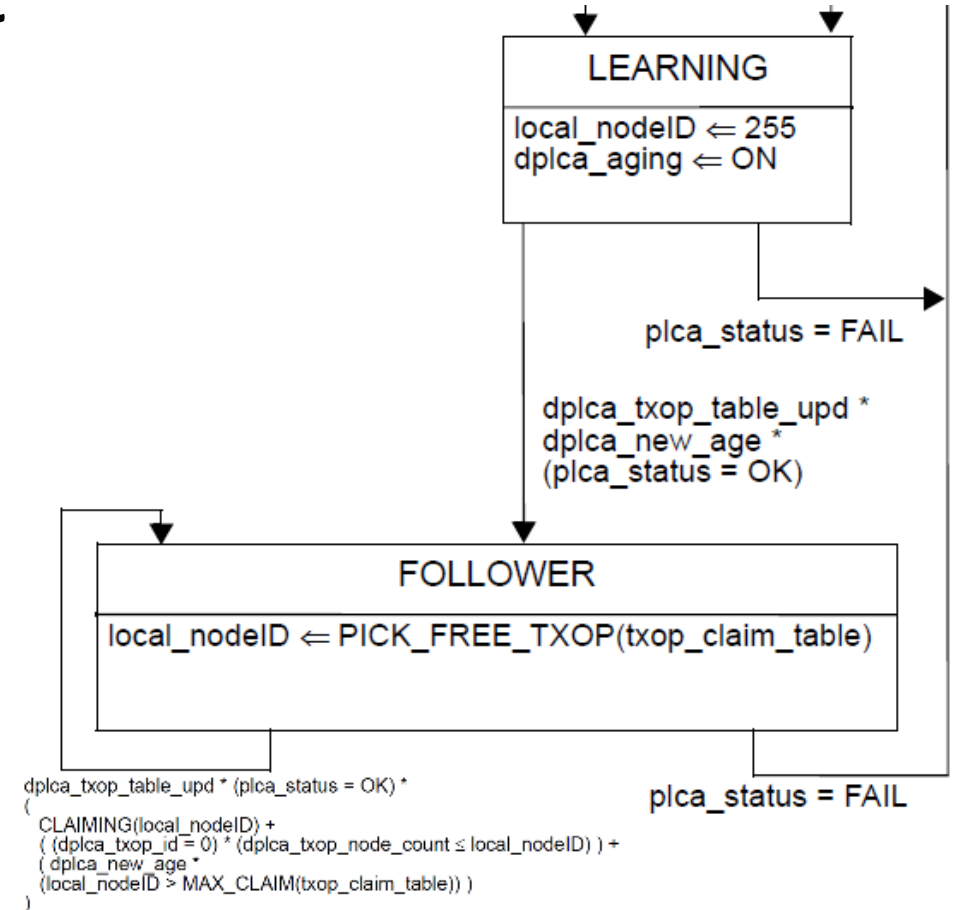 LEARNING
local_nodeID ⇐ 255
dplca_aging ⇐ ON
plca_status = FAIL
dplca_txop_table_upd *
dplca_new_age *
(plca_status = OK)
FOLLOWER
local_nodeID ⇐ PICK_FREE_TXOP(txop_claim_table)
dplca_txop_table_upd * (plca_status = OK) *
(
CLAIMING(local_nodeID) +
( (dplca_txop_id = 0) * (dplca_txop_node_count ≤ local_nodeID) ) +
( dplca_new_age *
(local_nodeID > MAX_CLAIM(txop_claim_table)) )
)
plca_status = FAIL